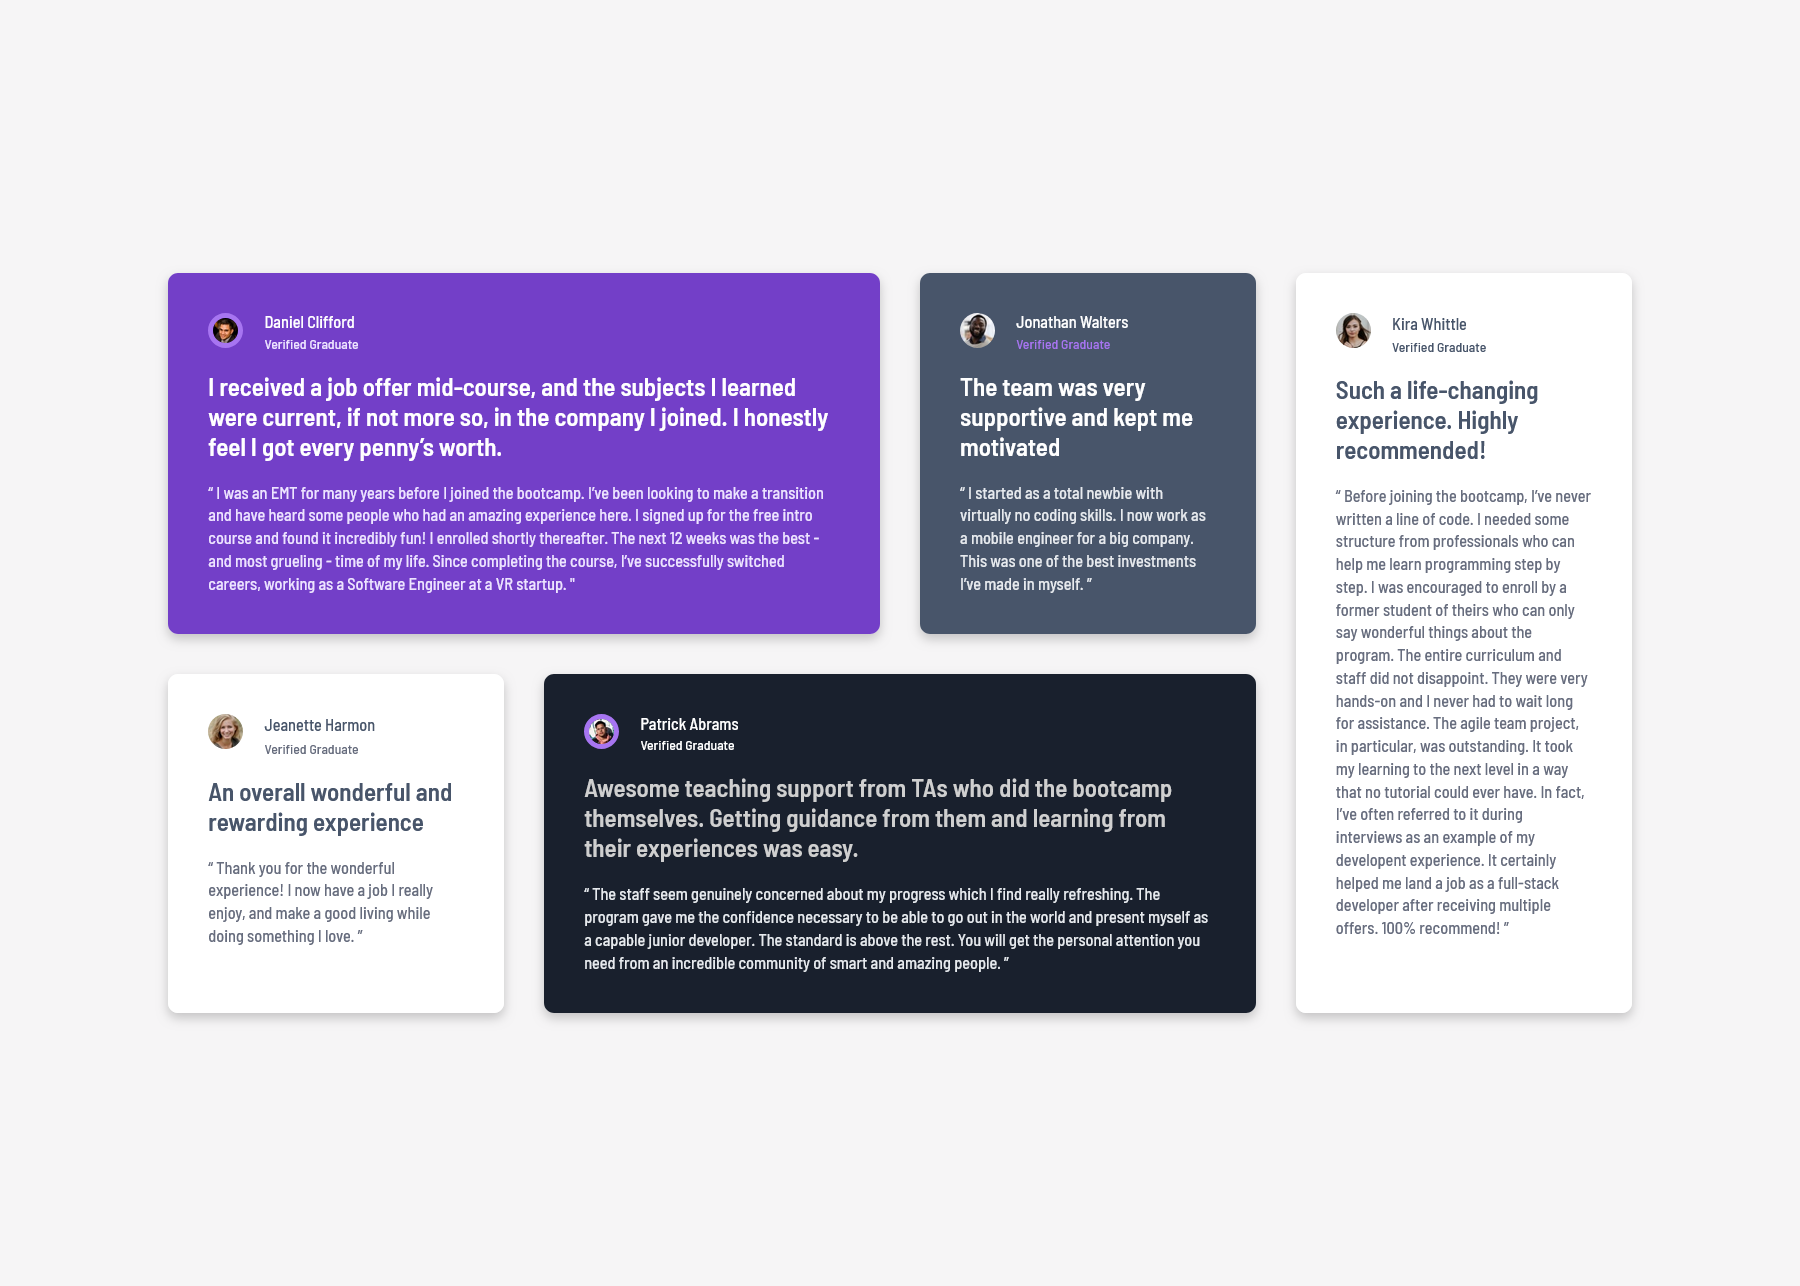 Daniel Clifford
Verified Graduate
I received a job offer mid-course, and the subjects I learned
were current, if not more so, in the company I joined. I honestly
feel I got every penny’s worth.
“ I was an EMT for many years before I joined the bootcamp. I’ve been looking to make a transition
and have heard some people who had an amazing experience here. I signed up for the free intro
course and found it incredibly fun! I enrolled shortly thereafter. The next 12 weeks was the best -
and most grueling - time of my life. Since completing the course, I’ve successfully switched
careers, working as a Software Engineer at a VR startup. "
Jonathan Walters
Verified Graduate
The team was very
supportive and kept me
motivated
“ I started as a total newbie with
virtually no coding skills. I now work as
a mobile engineer for a big company.
This was one of the best investments
I’ve made in myself. ”
Kira Whittle
Verified Graduate
Such a life-changing
experience. Highly
recommended!
“ Before joining the bootcamp, I’ve never
written a line of code. I needed some
structure from professionals who can
help me learn programming step by
step. I was encouraged to enroll by a
former student of theirs who can only
say wonderful things about the
program. The entire curriculum and
staff did not disappoint. They were very
hands-on and I never had to wait long
for assistance. The agile team project,
in particular, was outstanding. It took
my learning to the next level in a way
that no tutorial could ever have. In fact,
I’ve often referred to it during
interviews as an example of my
developent experience. It certainly
helped me land a job as a full-stack
developer after receiving multiple
offers. 100% recommend! ”
Jeanette Harmon
Verified Graduate
An overall wonderful and
rewarding experience
“ Thank you for the wonderful
experience! I now have a job I really
enjoy, and make a good living while
doing something I love. ”
Patrick Abrams
Verified Graduate
Awesome teaching support from TAs who did the bootcamp
themselves. Getting guidance from them and learning from
their experiences was easy.
“ The staff seem genuinely concerned about my progress which I find really refreshing. The
program gave me the confidence necessary to be able to go out in the world and present myself as
a capable junior developer. The standard is above the rest. You will get the personal attention you
need from an incredible community of smart and amazing people. ”